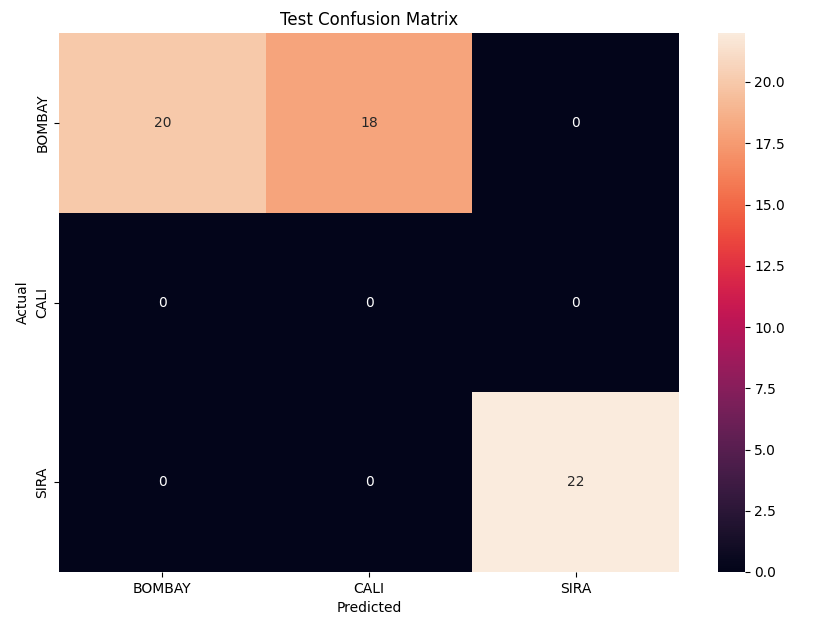 Test Confusion Matrix
Actual
BOMBAY
CALI
SIRA
20 18 0
0 0 0
0 0 22
BOMBAY CALI SIRA
Predicted
20.0
17.5
15.0
12.5
10.0
7.5
5.0
2.5
0.0